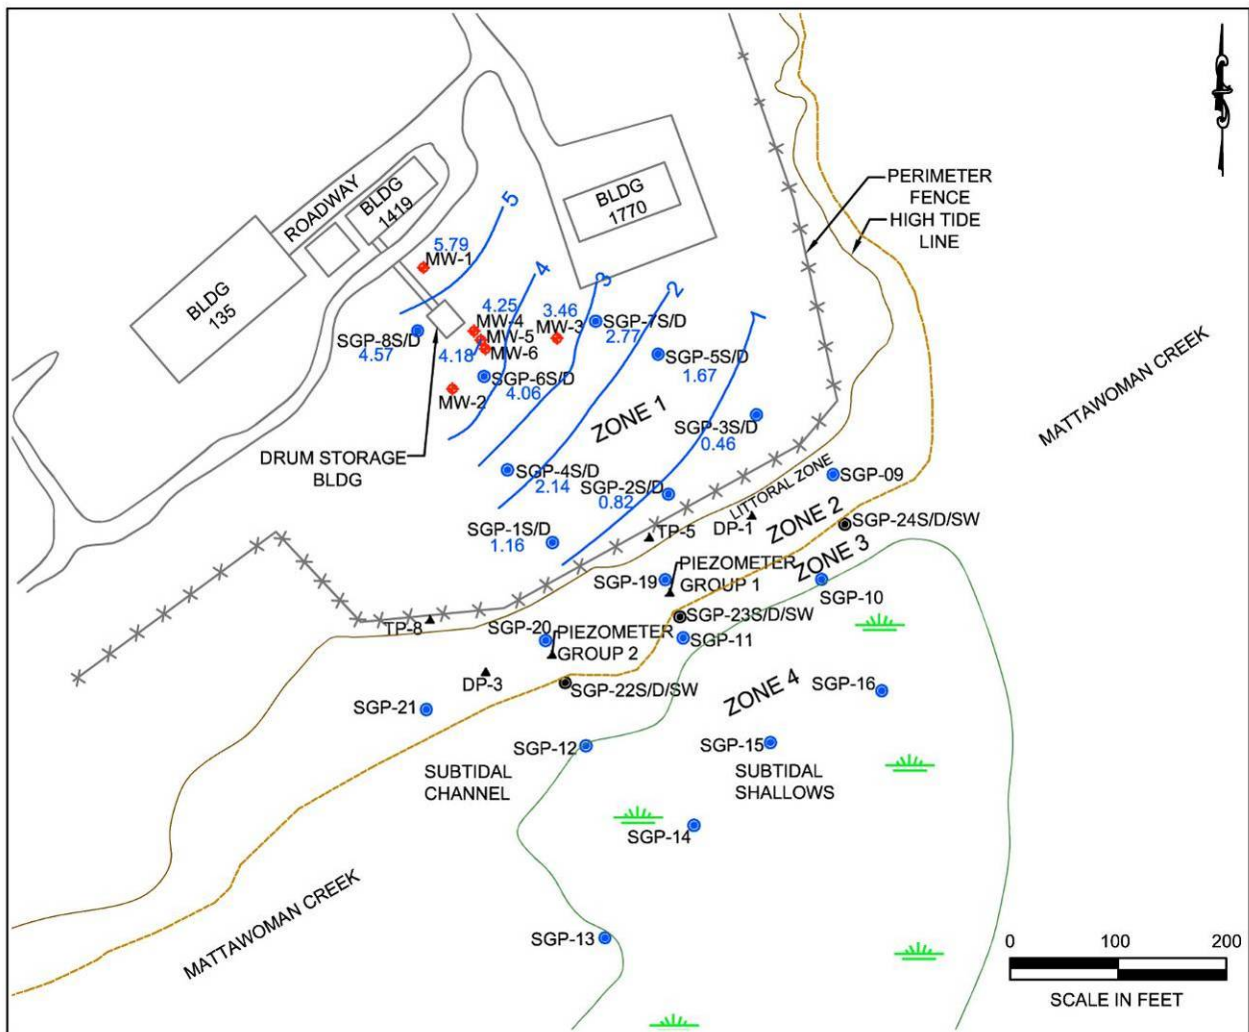 PERIMETER
FENCE
HIGH TIDE
LINE
ROADWAY
BLDG
1419
BLDG
1770
BLDG
135
5
4
3
2
1
5.79
MW-1
4.25
MW-4
MW-5
MW-6
4.18
3.46
MW-3
SGP-7S/D
2.77
SGP-8S/D
4.57
SGP-5S/D
1.67
SGP-6S/D
4.06
MW-2
ZONE 1
SGP-3S/D
0.46
DRUM STORAGE
BLDG
SGP-4S/D
2.14
SGP-2S/D
0.82
LITTORAL ZONE
SGP-09
MATTAWOMAN CREEK
SGP-1S/D
1.16
TP-5
DP-1
ZONE 2
SGP-24S/D/SW
ZONE 3
SGP-19
PIEZOMETER
GROUP 1
SGP-10
TP-8
SGP-20
PIEZOMETER
GROUP 2
SGP-23S/D/SW
SGP-11
DP-3
SGP-22S/D/SW
ZONE 4
SGP-16
SGP-21
SGP-12
SGP-15
SUBTIDAL
CHANNEL
SUBTIDAL
SHALLOWS
SGP-14
MATTAWOMAN CREEK
SGP-13
0 100 200
SCALE IN FEET